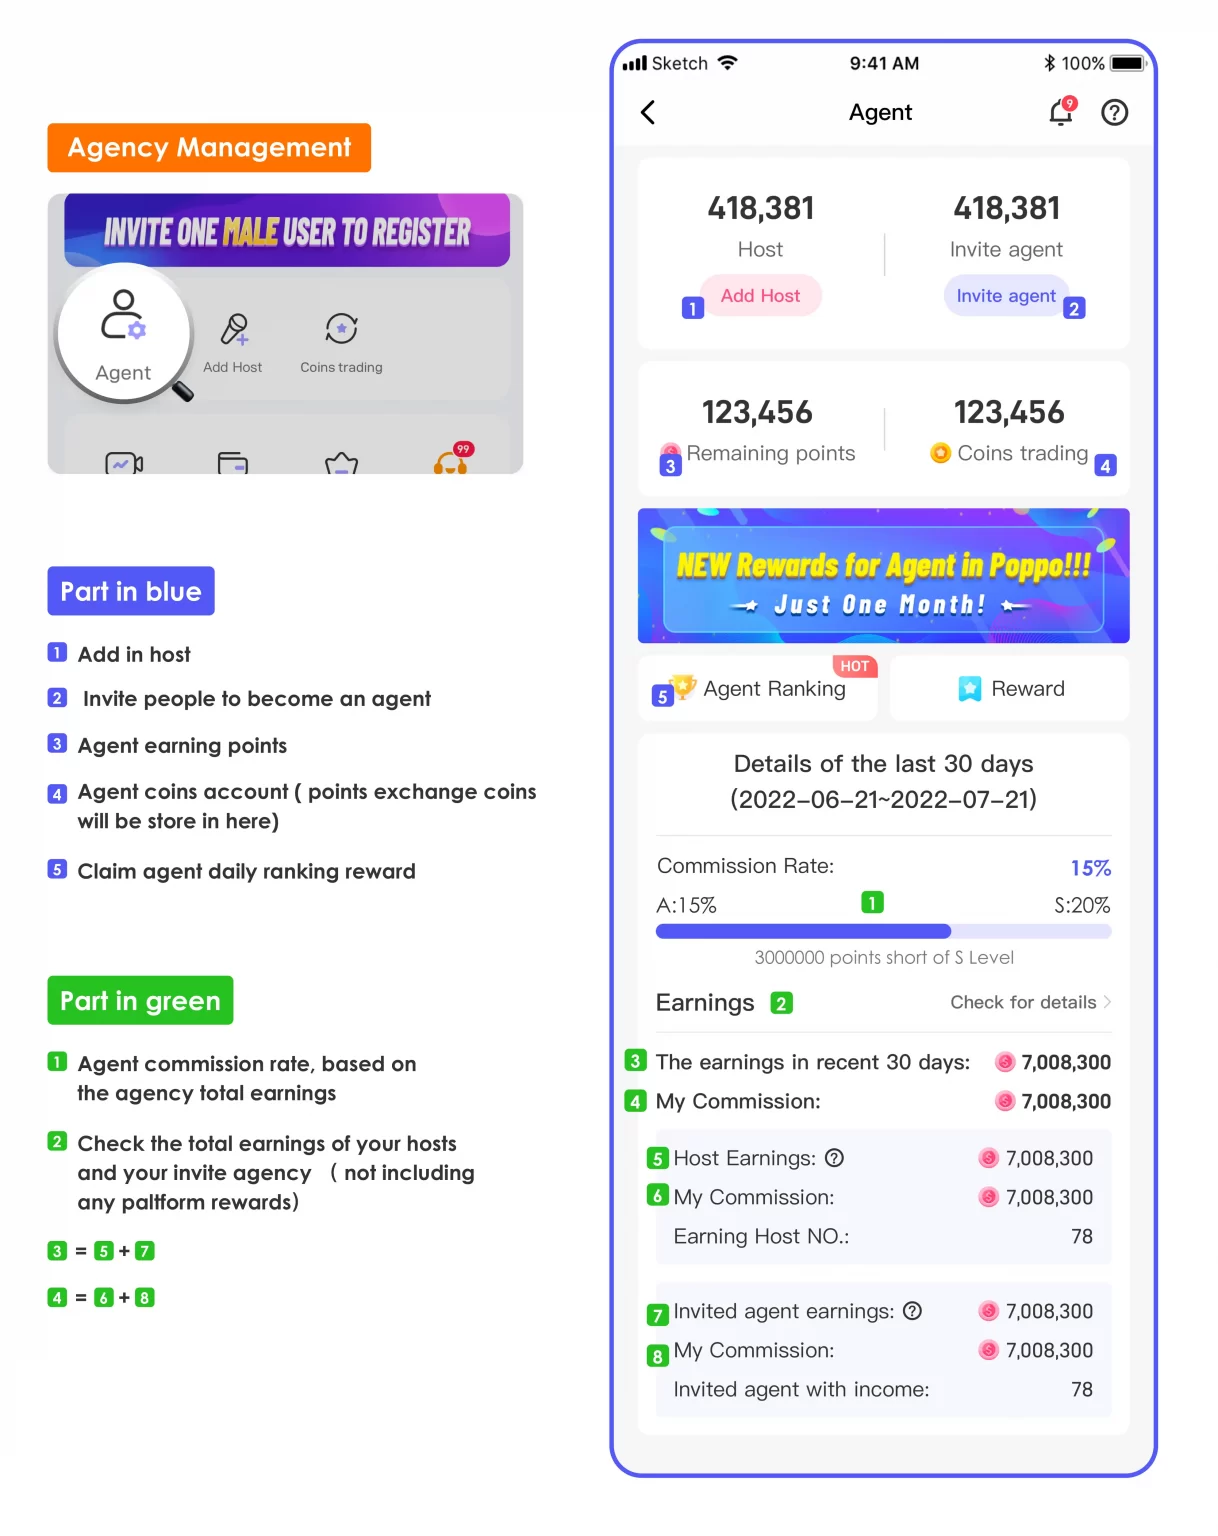 Agency Management
INVITE ONE MALE USER TO REGISTER
Agent
Add Host
Coins trading
99
Part in blue
1 Add in host
2 Invite people to become an agent
3 Agent earning points
4 Agent coins account ( points exchange coins
will be store in here)
5 Claim agent daily ranking reward
Part in green
1 Agent commission rate, based on
the agency total earnings
2 Check the total earnings of your hosts
and your invite agency ( not including
any paltform rewards)
3 = 5 + 7
4 = 6 + 8
Sketch 9:41 AM 100%
Agent 9
418,381 418,381
Host Invite agent
1 Add Host Invite agent 2
123,456 123,456
3 Remaining points Coins trading 4
NEW Rewards for Agent in Poppo!!!
Just One Month!
HOT
5 Agent Ranking Reward
Details of the last 30 days
(2022-06-21~2022-07-21)
Commission Rate: 15%
A:15% 1 S:20%
3000000 points short of S Level
Earnings 2 Check for details >
3 The earnings in recent 30 days: 7,008,300
4 My Commission: 7,008,300
5 Host Earnings: ? 7,008,300
6 My Commission: 7,008,300
Earning Host NO.: 78
7 Invited agent earnings: ? 7,008,300
8 My Commission: 7,008,300
Invited agent with income: 78